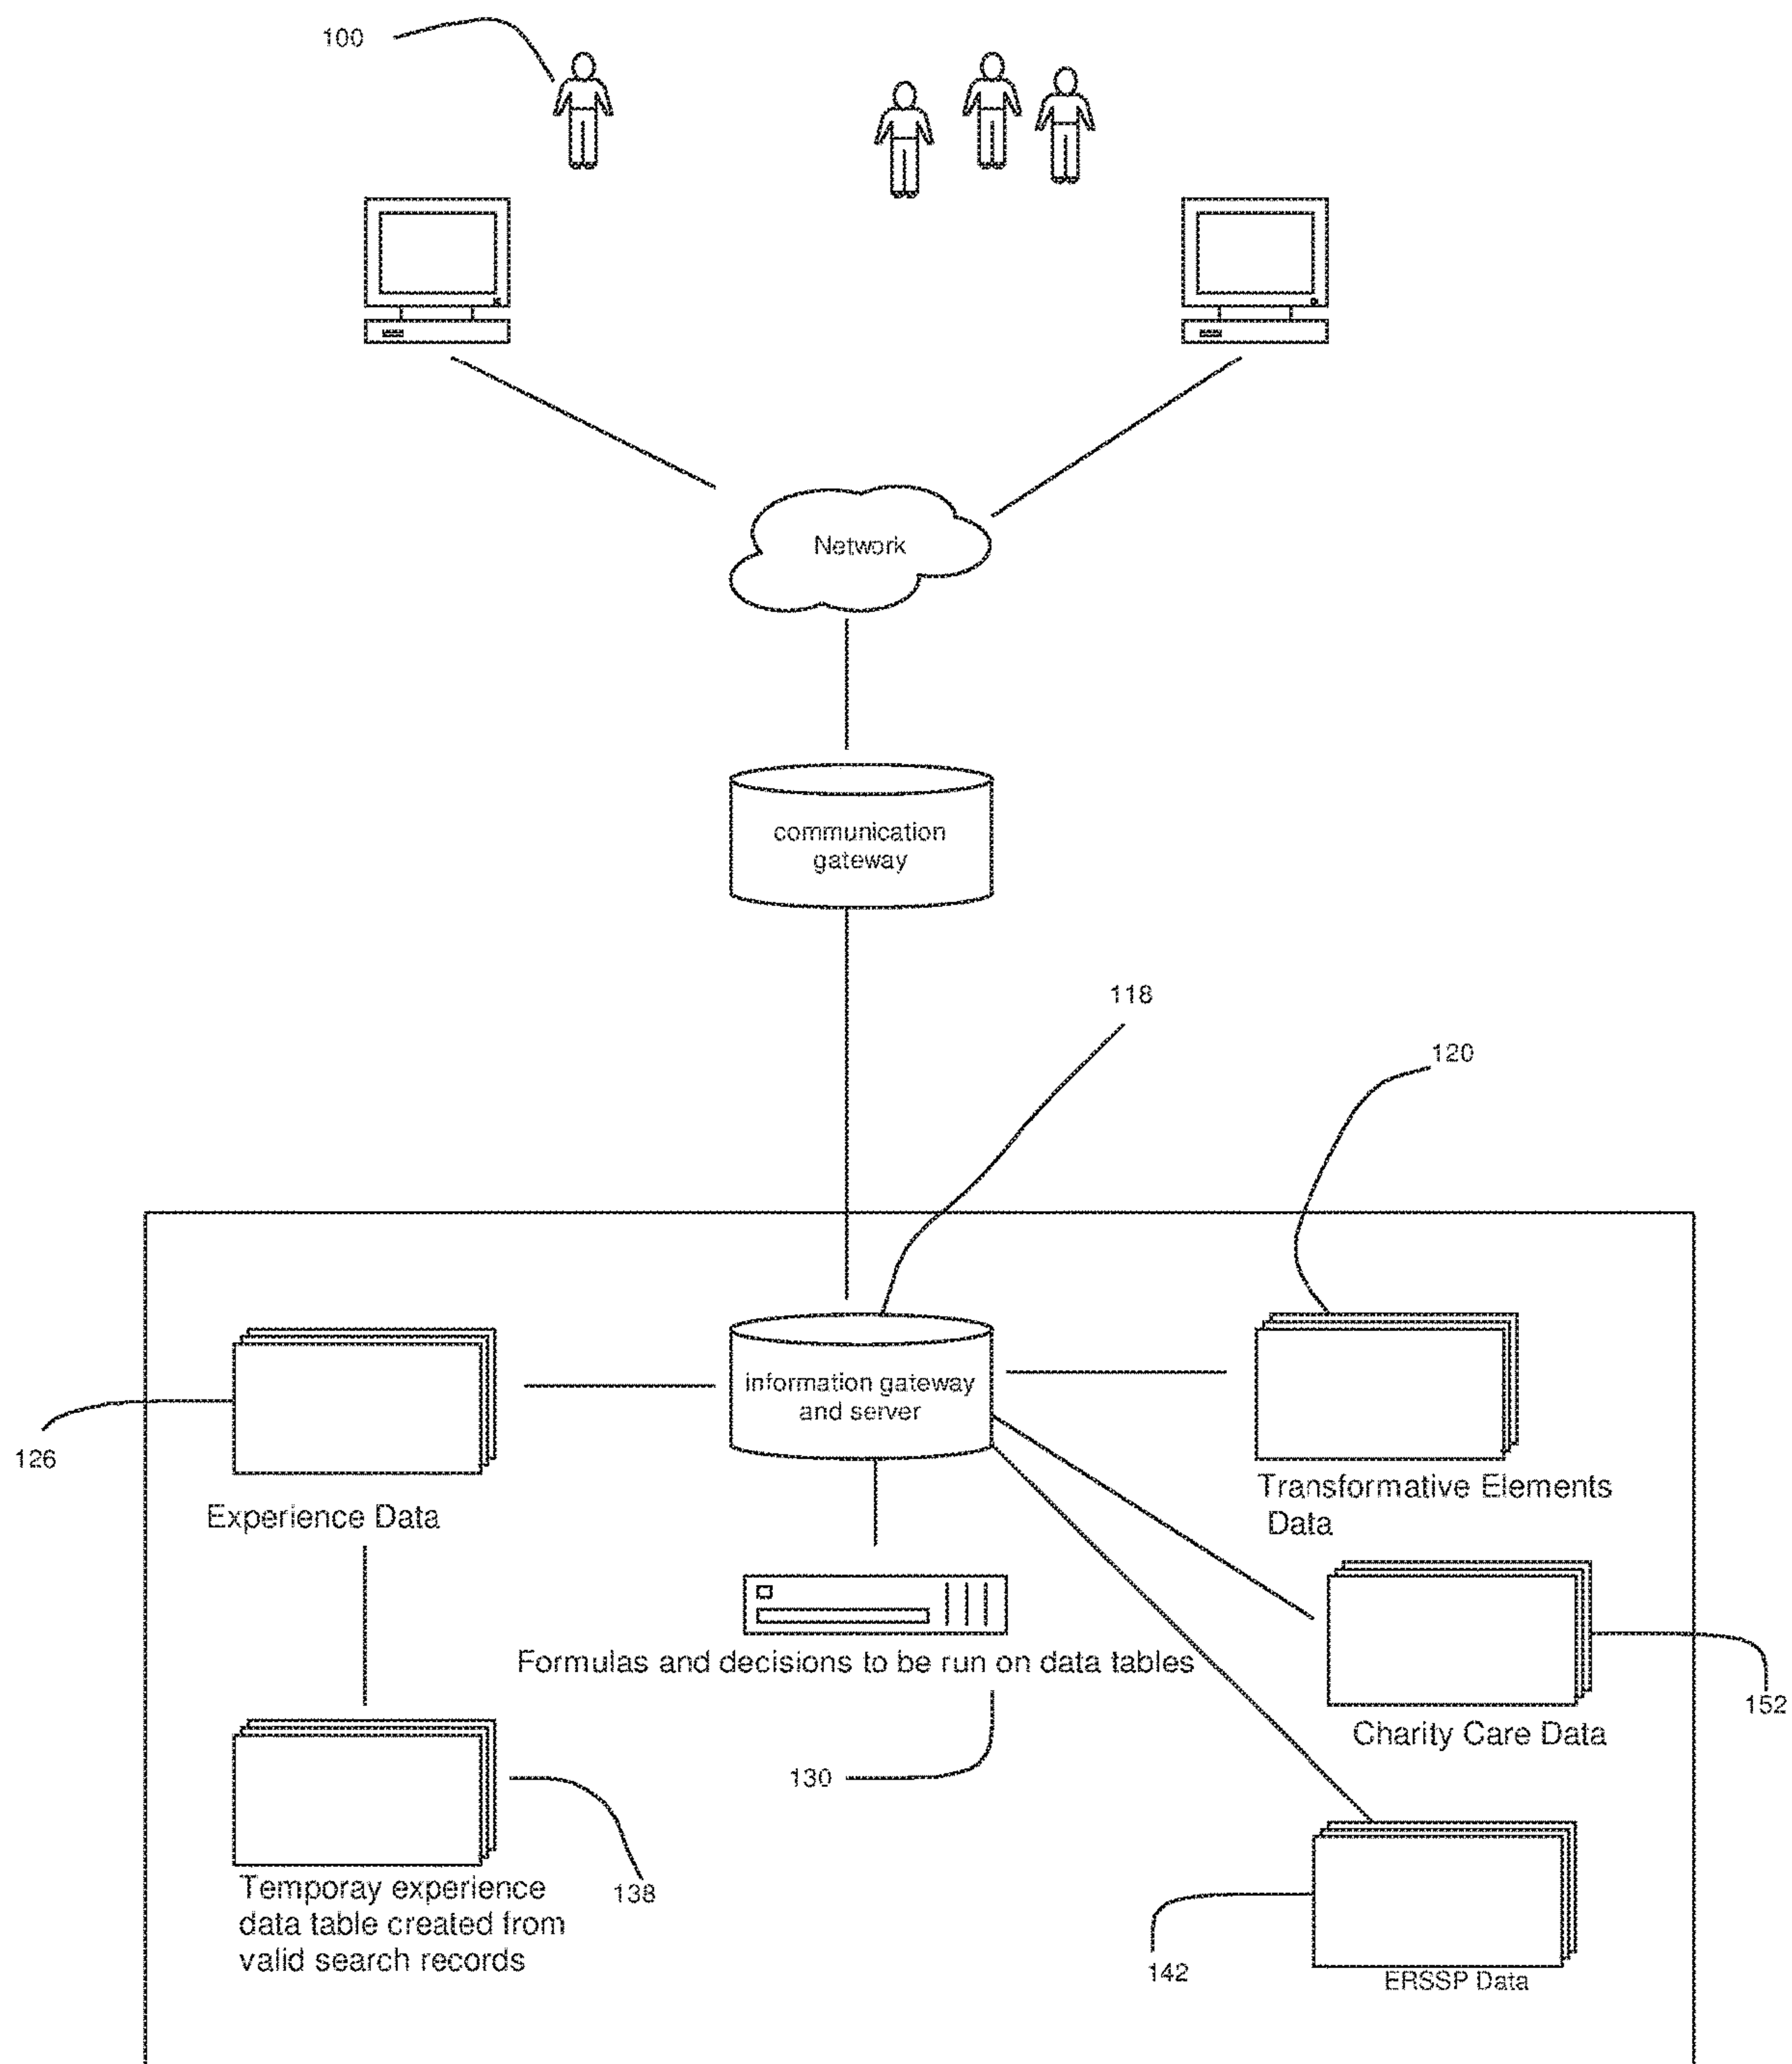 100
Network
communication
gateway
118
120
information gateway
and server
126
Transformative Elements
Data
Experience Data
Formulas and decisions to be run on data tables
152
Charity Care Data
130
Temporay experience
data table created from
valid search records
138
142
ERSSP Data